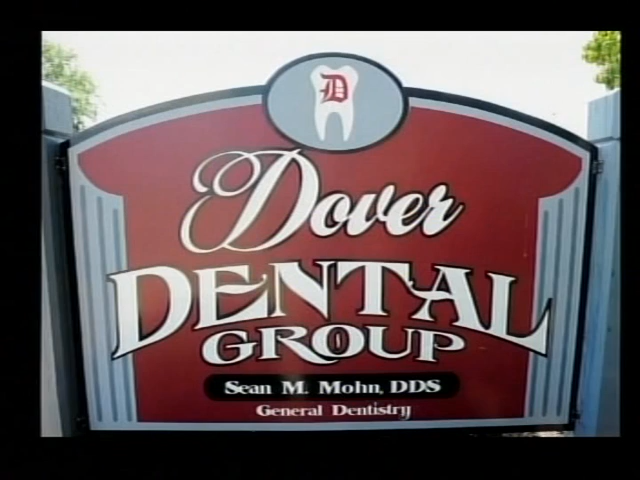 D
Dover
DENTAL
GROUP
Sean M. Mohn, DDS
General Dentistry